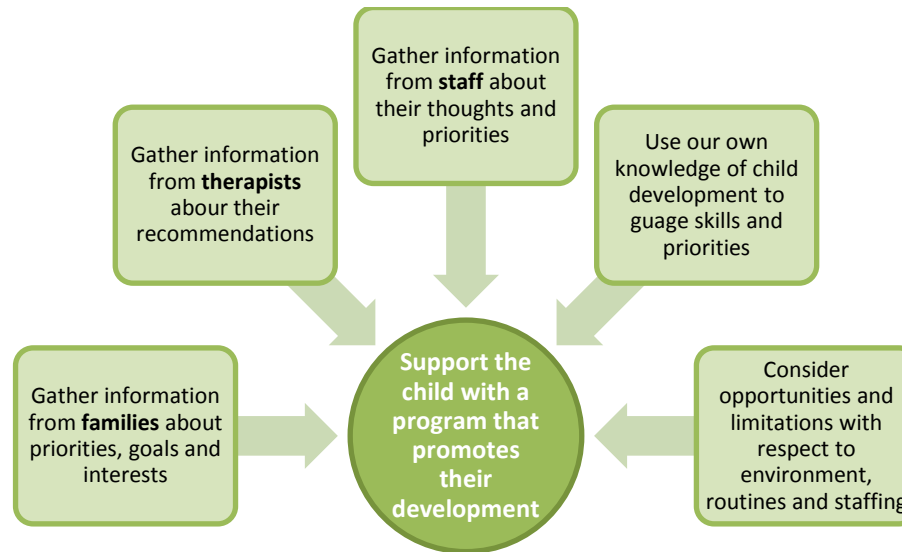 Gather information
from families about
priorities, goals and
interests
Gather information
from therapists
abour their
recommendations
Gather information
from staff about
their thoughts and
priorities
Use our own
knowledge of child
development to
guage skills and
priorities
Consider
opportunities and
limitations with
respect to
environment,
routines and staffing
Support the
child with a
program that
promotes
their
development